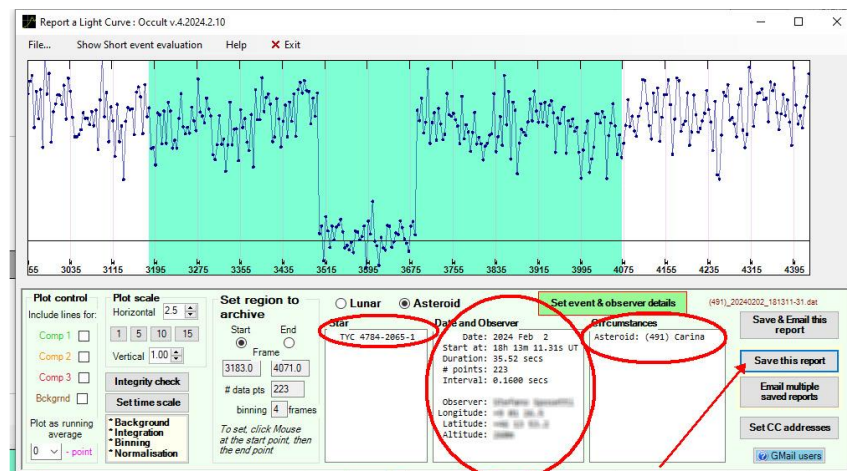 Report a Light Curve : Occult v.4.2024.2.10
File... Show Short event evaluation Help X Exit
55 3035 3115 3195 3275 3355 3435 3515 3595 3675 3755 3835 3915 3995 4075 4155 4235 4315 4395
Plot control
Include lines for:
Comp 1
Comp 2
Comp 3
Bckgrnd
Plot as running
average
0 - point
Plot scale
Horizontal 2.5
1 5 10 15
Vertical 1.00
Integrity check
Set time scale
* Background
* Integration
* Binning
* Normalisation
Set region to
archive
Start End
Frame
3183.0 4071.0
# data pts 223
binning 4 frames
To set, click Mouse
at the start point, then
the end point
Lunar Asteroid
Set event & observer details
(491)_20240202_181311-31.dat
Star
TYC 4784-2065-1
Date and Observer
Date: 2024 Feb 2
Start at: 18h 13m 11.31s UT
Duration: 35.52 secs
# points: 223
Interval: 0.1600 secs
Observer:
Longitude:
Latitude:
Altitude:
Circumstances
Asteroid: (491) Carina
Save & Email this
report
Save this report
Email multiple
saved reports
Set CC addresses
GMail users